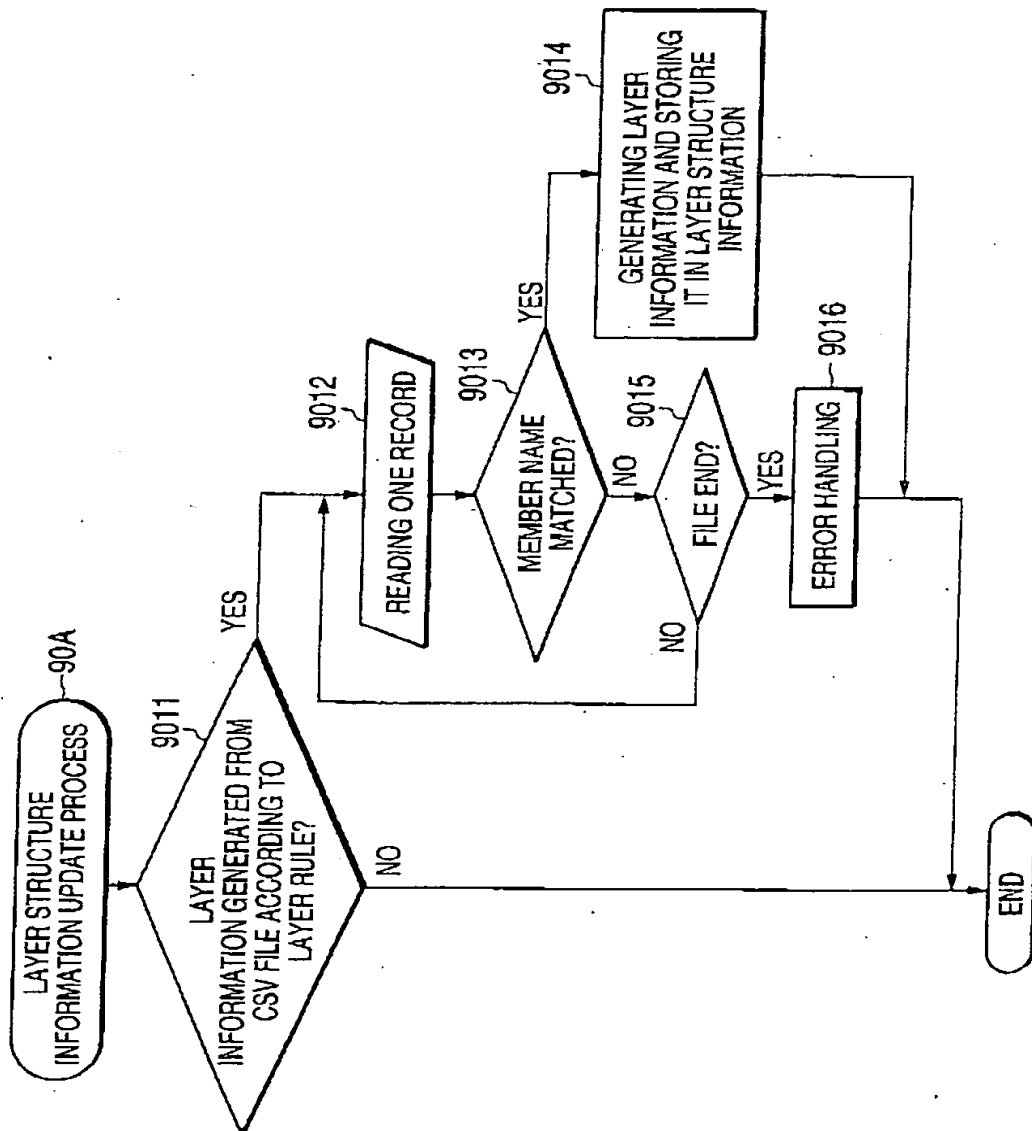 LAYER STRUCTURE
INFORMATION UPDATE PROCESS
90A
LAYER
INFORMATION GENERATED FROM
CSV FILE ACCORDING TO
LAYER RULE?
9011
YES
NO
READING ONE RECORD
9012
MEMBER NAME
MATCHED?
9013
YES
NO
GENERATING LAYER
INFORMATION AND STORING
IT IN LAYER STRUCTURE
INFORMATION
9014
FILE END?
9015
NO
YES
ERROR HANDLING
9016
END